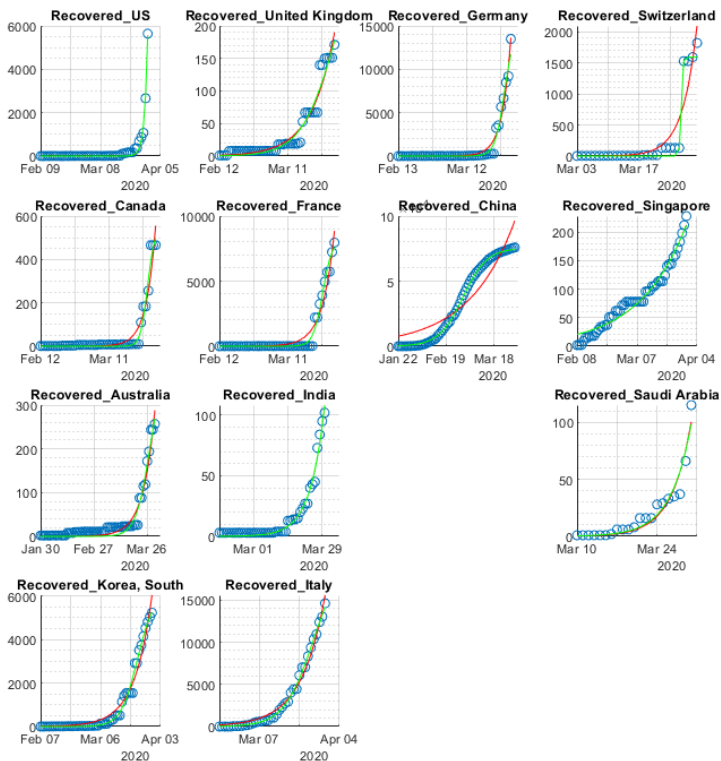 Recovered_US
6000
4000
2000
0
Feb 09
Mar 08
Apr 05
2020
Recovered_United Kingdom
200
150
100
50
0
Feb 12
Mar 11
2020
Recovered_Germany
15000
10000
5000
0
Feb 13
Mar 12
2020
Recovered_Switzerland
2000
1500
1000
500
0
Mar 03
Mar 17
2020
Recovered_Canada
600
400
200
0
Feb 12
Mar 11
2020
Recovered_France
10000
5000
0
Feb 12
Mar 11
2020
Recovered_China
10
5
0
Jan 22
Feb 19
Mar 18
2020
Recovered_Singapore
200
150
100
50
0
Feb 08
Mar 07
Apr 04
2020
Recovered_Australia
300
200
100
0
Jan 30
Feb 27
Mar 26
2020
Recovered_India
100
50
0
Mar 01
Mar 29
2020
Recovered_Saudi Arabia
100
50
0
Mar 10
Mar 24
2020
Recovered_Korea, South
6000
4000
2000
0
Feb 07
Mar 06
Apr 03
2020
Recovered_Italy
15000
10000
5000
0
Mar 07
Apr 04
2020